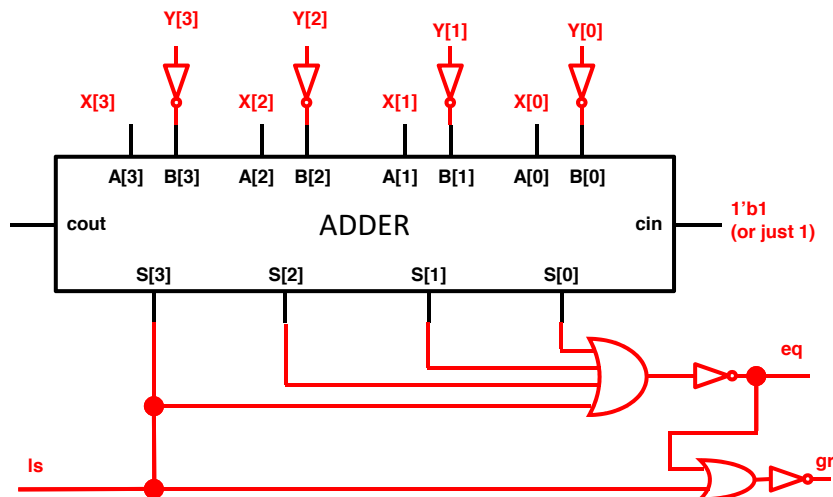 Y[3] Y[2] Y[1] Y[0]
X[3] X[2] X[1] X[0]
A[3] B[3] A[2] B[2] A[1] B[1] A[0] B[0]
cout ADDER cin
1'b1
(or just 1)
S[3] S[2] S[1] S[0]
eq
ls gr